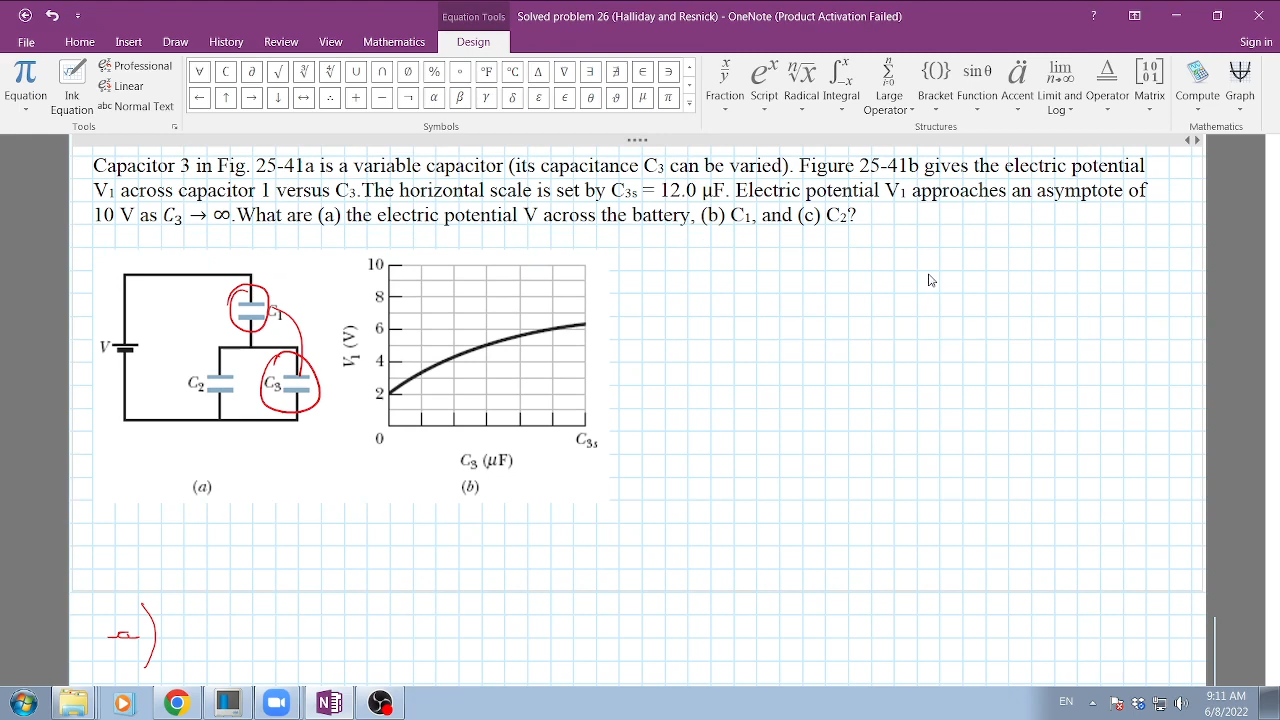 Equation Tools
Solved problem 26 (Halliday and Resnick) - OneNote (Product Activation Failed)
?
File Home Insert Draw History Review View Mathematics Design
Sign in
π Equation
Ink Equation
Professional
Linear
abc Normal Text
∀ ∁ ∂ √ ∛ ∜ ∪ ∩ ∅ % ° °F °C ∆ ∇ ∃ ∄ ∈ ∋
← ↑ → ↓ ↔ ∴ + − ¬ α β γ δ ε ϵ θ ϑ μ π
Fraction Script Radical Integral Large Operator Bracket Function Accent Limit and Log Operator Matrix
Compute Graph
Tools Symbols Structures Mathematics
Capacitor 3 in Fig. 25-41a is a variable capacitor (its capacitance C₃ can be varied). Figure 25-41b gives the electric potential
V₁ across capacitor 1 versus C₃.The horizontal scale is set by C₃ₛ = 12.0 μF. Electric potential V₁ approaches an asymptote of
10 V as C₃ → ∞.What are (a) the electric potential V across the battery, (b) C₁, and (c) C₂?
V
C₁
C₂
C₃
(a)
V₁ (V)
10
8
6
4
2
0
C₃ₛ
C₃ (μF)
(b)
a)
EN
9:11 AM
6/8/2022